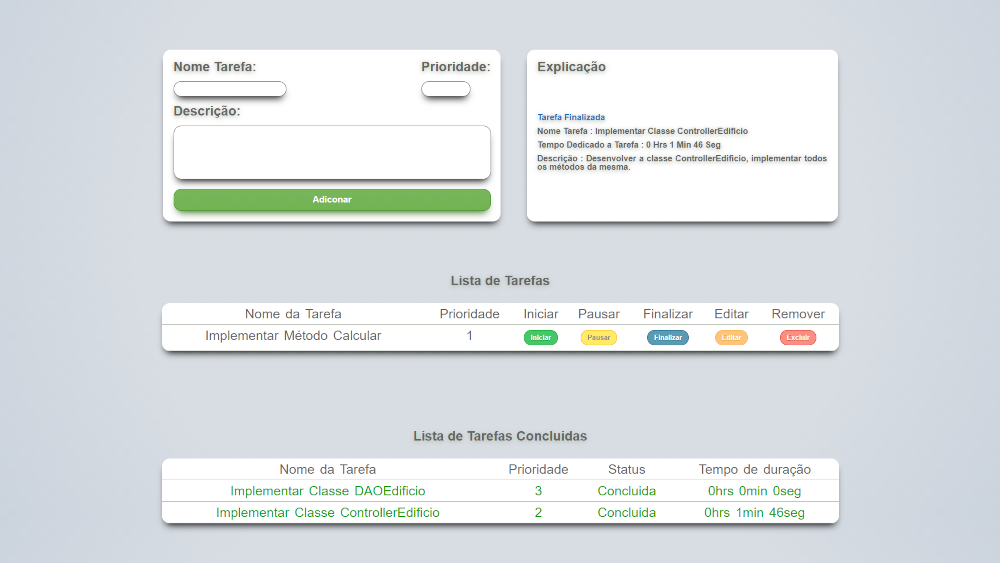 Nome Tarefa: Prioridade:
Descrição:
Adiconar
Explicação
Tarefa Finalizada
Nome Tarefa : Implementar Classe ControllerEdificio
Tempo Dedicado a Tarefa : 0 Hrs 1 Min 46 Seg
Descrição : Desenvolver a classe ControllerEdificio, implementar todos
os métodos da mesma.
Lista de Tarefas
Nome da Tarefa Prioridade Iniciar Pausar Finalizar Editar Remover
Implementar Método Calcular 1 Iniciar Pausar Finalizar Editar Excluir
Lista de Tarefas Concluidas
Nome da Tarefa Prioridade Status Tempo de duração
Implementar Classe DAOEdificio 3 Concluida 0hrs 0min 0seg
Implementar Classe ControllerEdificio 2 Concluida 0hrs 1min 46seg